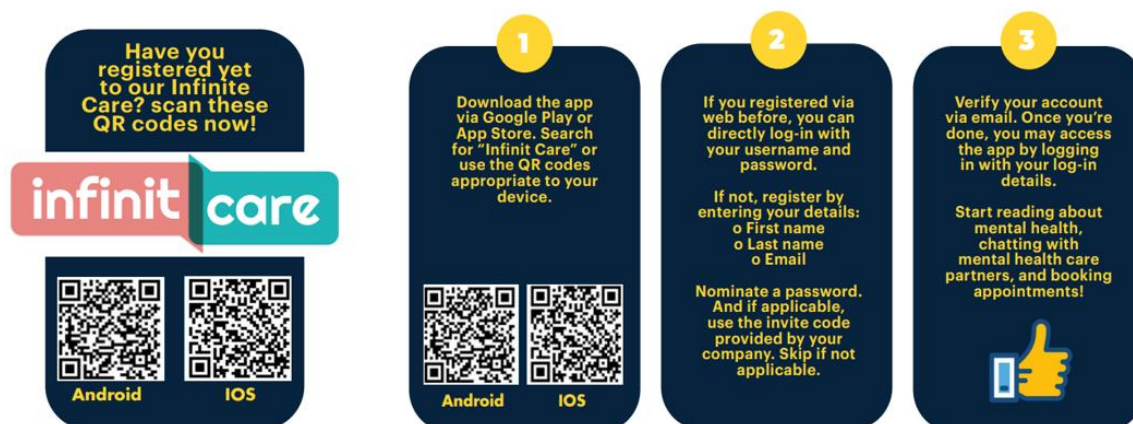 Have you
registered yet
to our Infinite
Care? scan these
QR codes now!
infinit care
Android IOS
1
Download the app
via Google Play or
App Store. Search
for “Infinit Care” or
use the QR codes
appropriate to your
device.
Android IOS
2
If you registered via
web before, you can
directly log-in with
your username and
password.
If not, register by
entering your details:
o First name
o Last name
o Email
Nominate a password.
And if applicable,
use the invite code
provided by your
company. Skip if not
applicable.
3
Verify your account
via email. Once you’re
done, you may access
the app by logging
in with your log-in
details.
Start reading about
mental health,
chatting with
mental health care
partners, and booking
appointments!